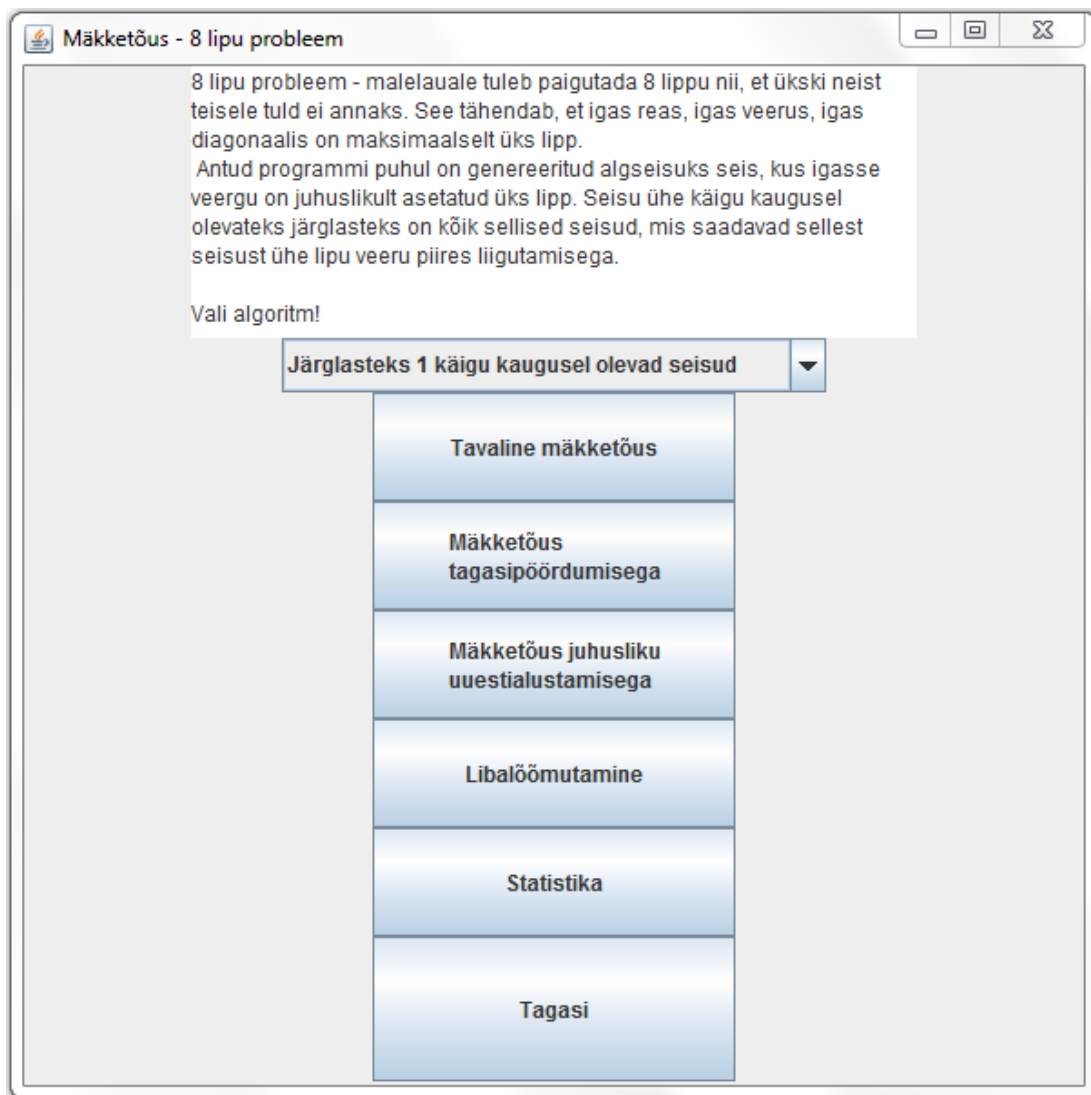 Mäkketõus - 8 lipu probleem
8 lipu probleem - malelauale tuleb paigutada 8 lippu nii, et ükski neist
teisele tuld ei annaks. See tähendab, et igas reas, igas veerus, igas
diagonaalis on maksimaalselt üks lipp.
Antud programmi puhul on genereeritud algseisuks seis, kus igasse
veergu on juhuslikult asetatud üks lipp. Seisu ühe käigu kaugusel
olevateks järglasteks on kõik sellised seisud, mis saadavad sellest
seisust ühe lipu veeru piires liigutamisega.
Vali algoritm!
Järglasteks 1 käigu kaugusel olevad seisud
Tavaline mäkketõus
Mäkketõus
tagasipöördumisega
Mäkketõus juhusliku
uuestialustamisega
Libalõõmutamine
Statistika
Tagasi